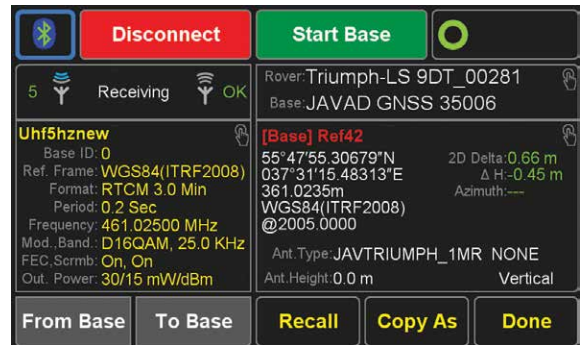 Disconnect
Start Base
5 Receiving OK
Rover:Triumph-LS 9DT_00281
Base:JAVAD GNSS 35006
Uhf5hznew
Base ID:0
Ref. Frame:WGS84(ITRF2008)
Format:RTCM 3.0 Min
Period:0.2 Sec
Frequency:461.02500 MHz
Mod.,Band.:D16QAM, 25.0 KHz
FEC,Scrmb:On, On
Out. Power:30/15 mW/dBm
[Base] Ref42
55°47'55.30679"N 2D Delta:0.66 m
037°31'15.48313"E Δ H:-0.45 m
361.0235m Azimuth:---
WGS84(ITRF2008)
@2005.0000
Ant.Type:JAVTRIUMPH_1MR NONE
Ant.Height:0.0 m Vertical
From Base
To Base
Recall
Copy As
Done